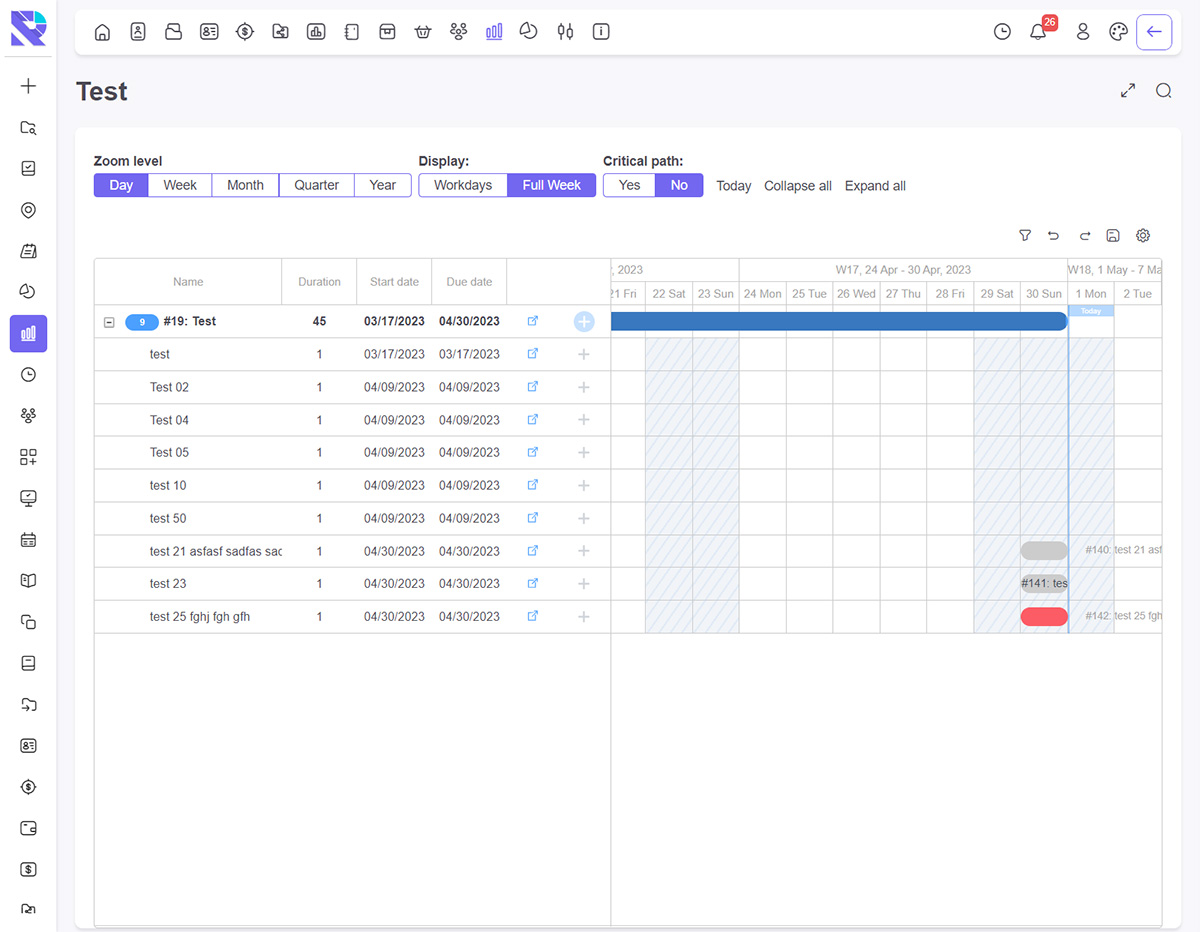 26
Test
Zoom level Display: Critical path:
Day Week Month Quarter Year Workdays Full Week Yes No Today Collapse all Expand all
, 2023 W17, 24 Apr - 30 Apr, 2023 W18, 1 May - 7 Ma
Name Duration Start date Due date 21 Fri 22 Sat 23 Sun 24 Mon 25 Tue 26 Wed 27 Thu 28 Fri 29 Sat 30 Sun 1 Mon 2 Tue
Today
9 #19: Test 45 03/17/2023 04/30/2023
test 1 03/17/2023 03/17/2023
Test 02 1 04/09/2023 04/09/2023
Test 04 1 04/09/2023 04/09/2023
Test 05 1 04/09/2023 04/09/2023
test 10 1 04/09/2023 04/09/2023
test 50 1 04/09/2023 04/09/2023
test 21 asfasf sadfas sac 1 04/30/2023 04/30/2023 #140: test 21 asf
test 23 1 04/30/2023 04/30/2023 #141: tes
test 25 fghj fgh gfh 1 04/30/2023 04/30/2023 #142: test 25 fgh